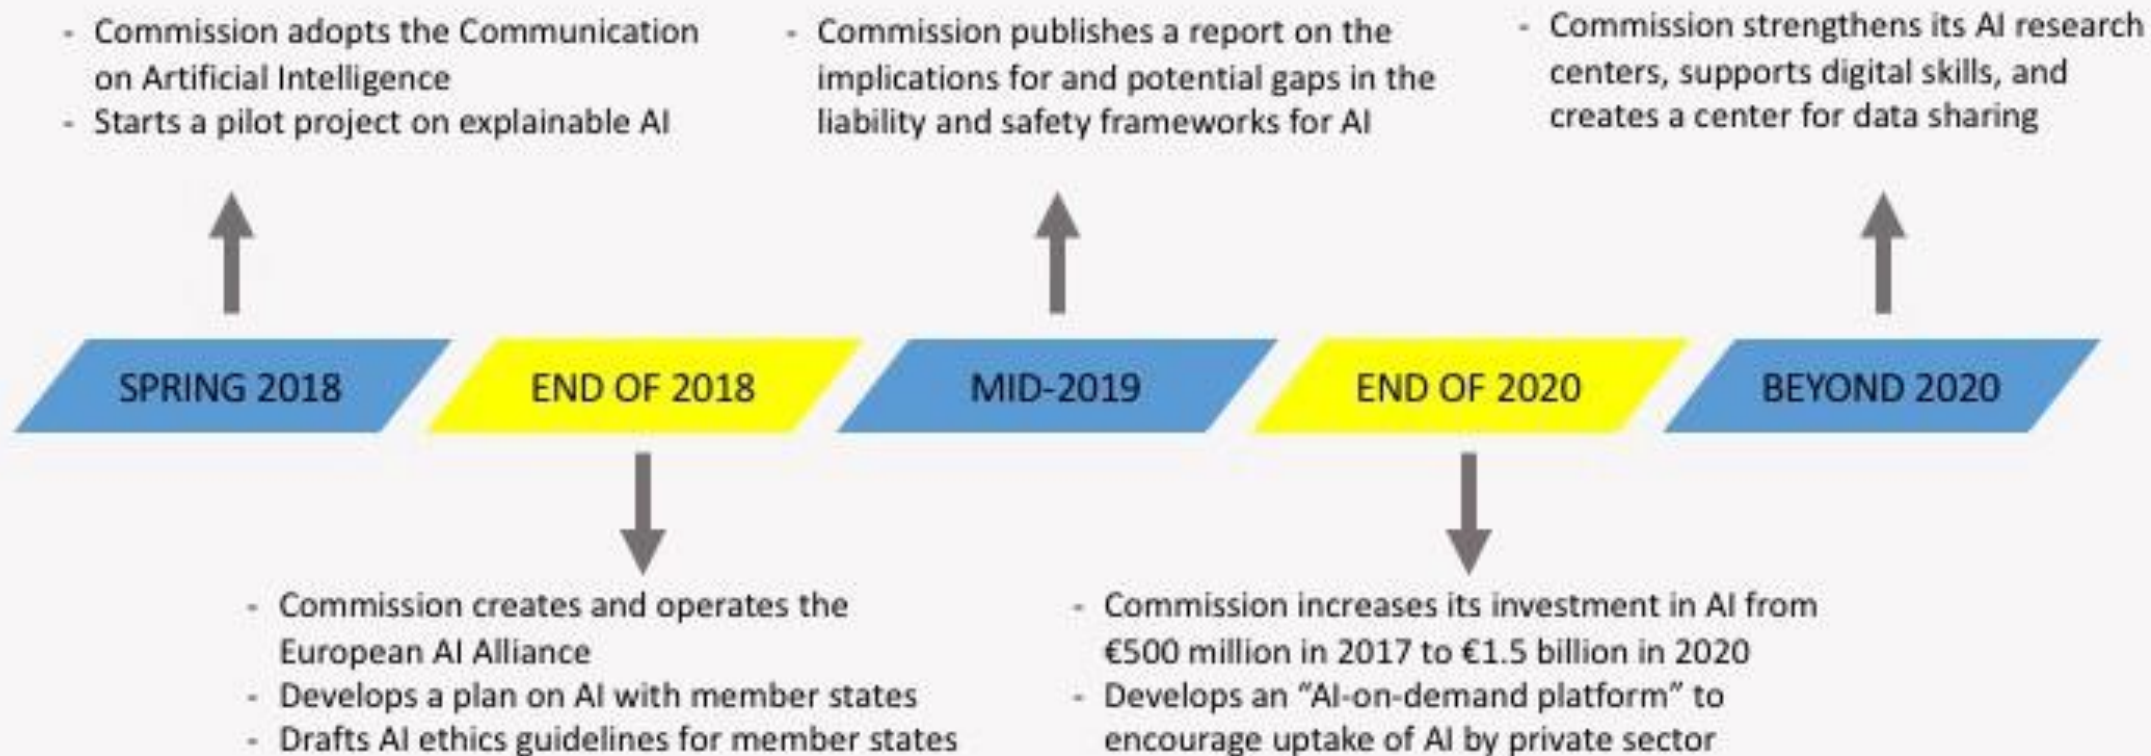 - Commission adopts the Communication
on Artificial Intelligence
- Starts a pilot project on explainable AI
- Commission publishes a report on the
implications for and potential gaps in the
liability and safety frameworks for AI
- Commission strengthens its AI research
centers, supports digital skills, and
creates a center for data sharing
SPRING 2018
END OF 2018
MID-2019
END OF 2020
BEYOND 2020
- Commission creates and operates the
European AI Alliance
- Develops a plan on AI with member states
- Drafts AI ethics guidelines for member states
- Commission increases its investment in AI from
€500 million in 2017 to €1.5 billion in 2020
- Develops an “AI-on-demand platform” to
encourage uptake of AI by private sector